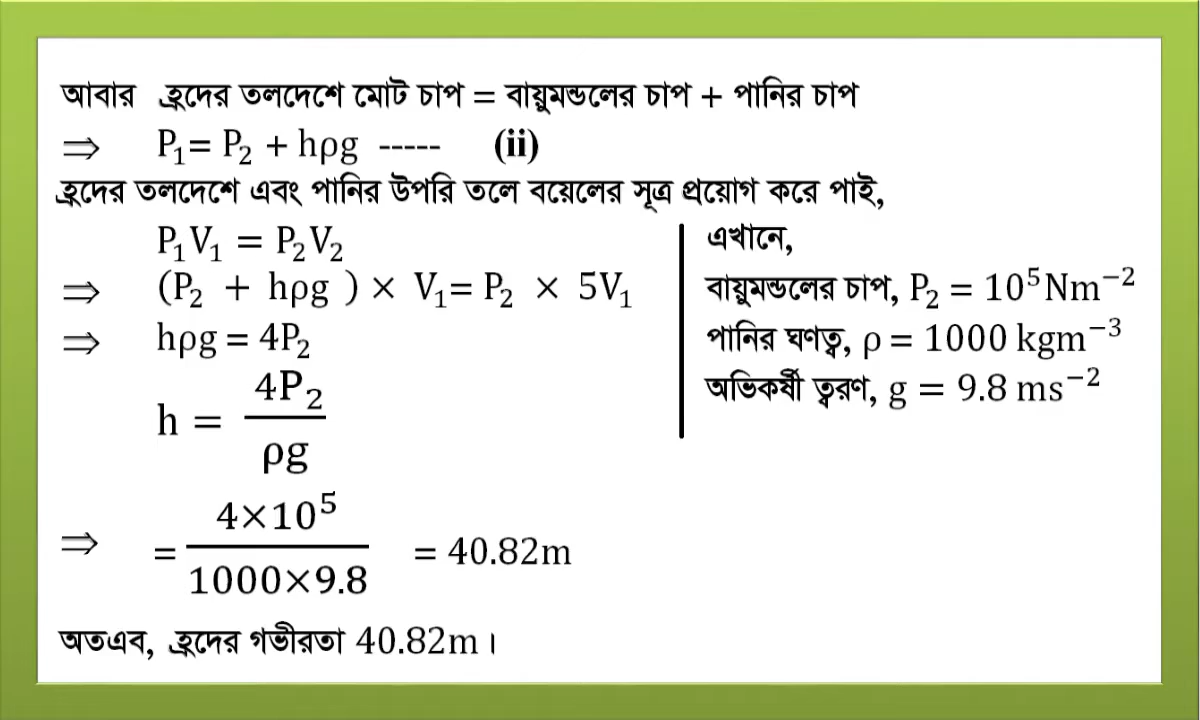 আবার হ্রদের তলদেশে মোট চাপ = বায়ুমন্ডলের চাপ + পানির চাপ
⇒ P₁= P₂ + hρg ----- (ii)
হ্রদের তলদেশে এবং পানির উপরি তলে বয়েলের সূত্র প্রয়োগ করে পাই,
P₁V₁ = P₂V₂
⇒ (P₂ + hρg ) × V₁= P₂ × 5V₁
⇒ hρg = 4P₂
h = 4P₂/ρg
⇒ = 4×10⁵/1000×9.8 = 40.82m
এখানে,
বায়ুমন্ডলের চাপ, P₂ = 10⁵Nm⁻²
পানির ঘণত্ব, ρ = 1000 kgm⁻³
অভিকর্ষী ত্বরণ, g = 9.8 ms⁻²
অতএব, হ্রদের গভীরতা 40.82m।